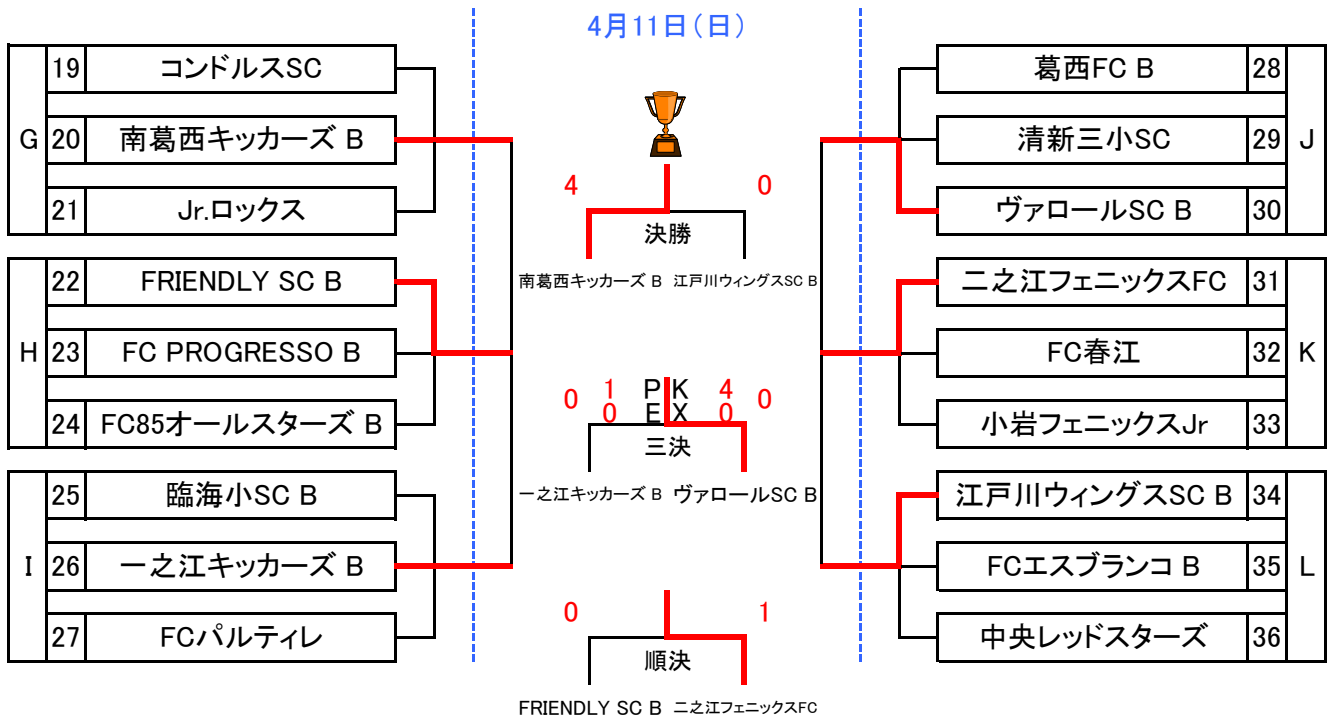 4月11日(日)
G
19 コンドルスSC
20 南葛西キッカーズ B
21 Jr.ロックス
H
22 FRIENDLY SC B
23 FC PROGRESSO B
24 FC85オールスターズ B
I
25 臨海小SC B
26 一之江キッカーズ B
27 FCパルティレ
4 0
決勝
南葛西キッカーズ B 江戸川ウィングスSC B
0 1 PK 4 0
0 EX 0
三決
一之江キッカーズ B ヴァロールSC B
0 1
順決
FRIENDLY SC B 二之江フェニックスFC
葛西FC B 28
清新三小SC 29
ヴァロールSC B 30
J
二之江フェニックスFC 31
FC春江 32
小岩フェニックスJr 33
K
江戸川ウィングスSC B 34
FCエスブランコ B 35
中央レッドスターズ 36
L